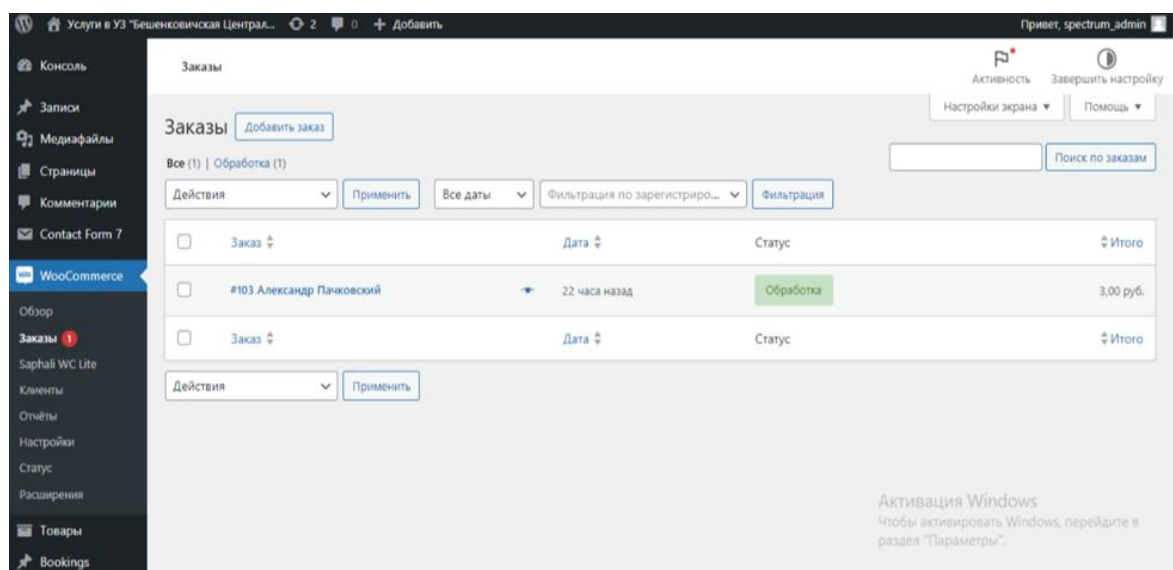 Услуги в УЗ "Бешенковичская Централ... 2 0 + Добавить Привет, spectrum_admin
Консоль
Записи
Медиафайлы
Страницы
Комментарии
Contact Form 7
WooCommerce
Обзор
Заказы 1
Saphali WC Lite
Клиенты
Отчёты
Настройки
Статус
Расширения
Товары
Bookings
Заказы
Активность Завершить настройку
Настройки экрана ▼ Помощь ▼
Заказы Добавить заказ
Все (1) | Обработка (1)
Поиск по заказам
Действия Применить Все даты Фильтрация по зарегистриро... Фильтрация
Заказ Дата Статус Итого
#103 Александр Пачковский 22 часа назад Обработка 3,00 руб.
Заказ Дата Статус Итого
Действия Применить
Активация Windows
Чтобы активировать Windows, перейдите в
раздел "Параметры".